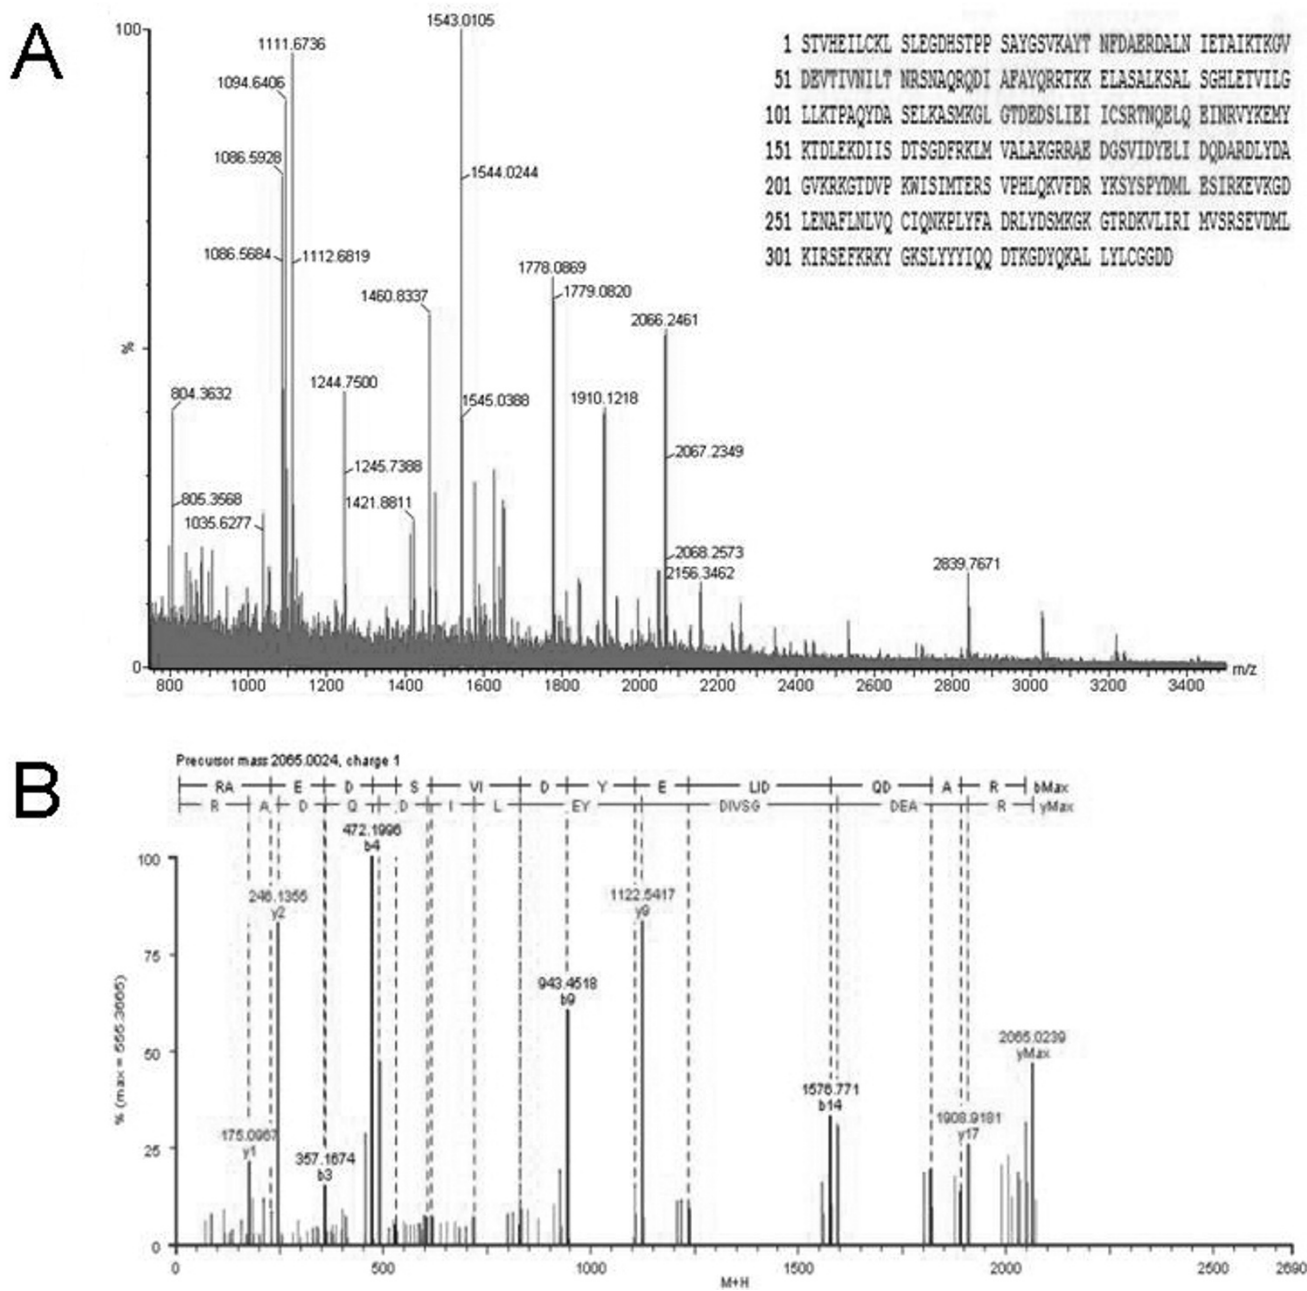 A
100
%
0
1543.0105
1111.6736
1094.6406
1086.5928
1544.0244
1086.5684
1112.6819
1778.0869
1779.0820
1460.8337
2066.2461
1244.7500
804.3632
1545.0388
1910.1218
1245.7388
2067.2349
805.3568
1421.8811
1035.6277
2068.2573
2156.3462
2839.7671
800 1000 1200 1400 1600 1800 2000 2200 2400 2600 2800 3000 3200 3400 m/z
1 STVHEILCKL SLEGDHSTPP SAYGSVKAYT NFDAERDALN IETAIKTKGV
51 DEVTIVNILT NRSNAQRQDI AFAYQRRTKK ELASALKSAL SGHLETVILG
101 LLKTPAQYDA SELKASMKGL GTDEDSLIEI ICSRTNQELQ EINRVYKEMY
151 KTDLEKDIIS DTSGDFRKLM VALAKGRRAE DGSVIDYELI DQDARDLYDA
201 GVKRKGTDVP KWISIMTERS VPHLQKVFDR YKSYSPYDML ESIRKEVKGD
251 LENAFLNLVQ CIQNKPLYFA DRLYDSMKGK GTRDKVLIRI MVSRSEVDML
301 KIRSEFKRKY GKSLYYYIQQ DTKGDYQKAL LYLCGGDD
B
Precursor mass 2065.0024, charge 1
RA E D S VI D Y E LID QD A R bMax
R A D Q D I L EY DIVSG DEA R yMax
472.1996
b4
100
246.1355
y2
1122.5417
y9
75
943.4518
b9
50
2065.0239
yMax
1576.771
b14
1908.9181
y17
175.0967
y1
357.1674
b3
25
0
% (max = 555.3665)
0 500 1000 1500 2000 2500 2690
M+H